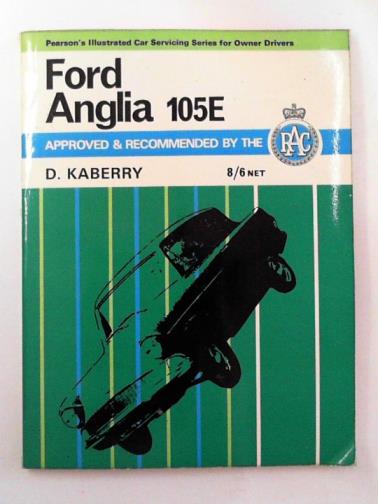 Pearson's Illustrated Car Servicing Series for Owner Drivers
Ford
Anglia 105E
APPROVED & RECOMMENDED BY THE RAC
D. KABERRY 8/6 NET